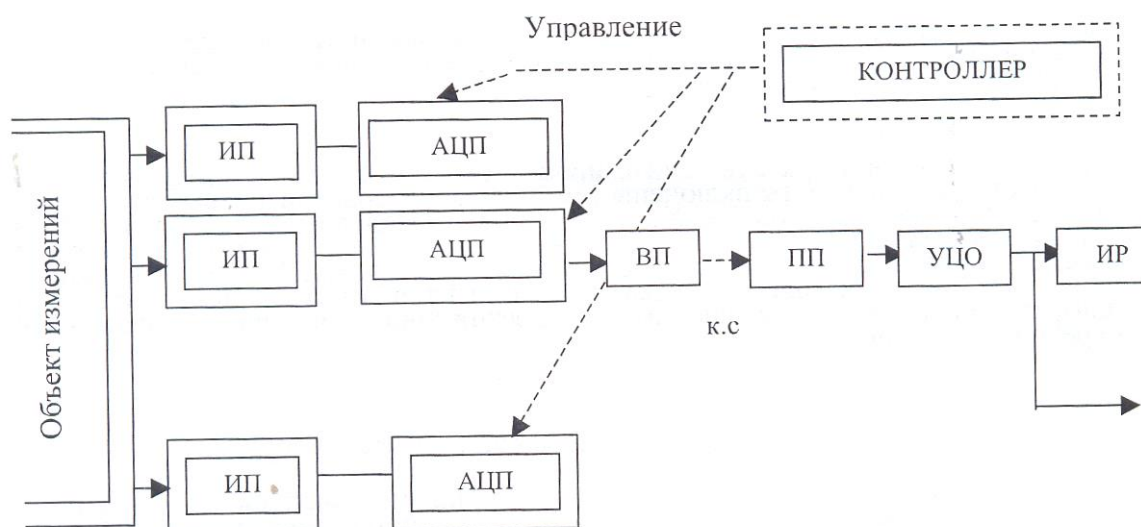 Управление
КОНТРОЛЛЕР
ИП
АЦП
Объект измерений
ИП
АЦП
ВП
ПП
УЦО
ИР
к.с
ИП
АЦП